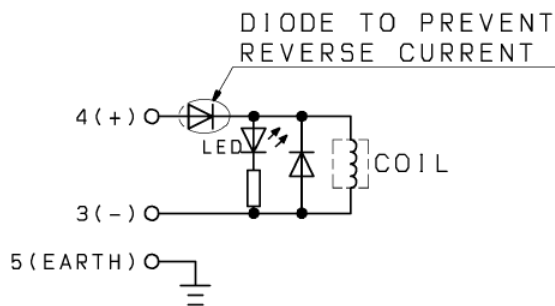 DIODE TO PREVENT
REVERSE CURRENT
4(+)
LED
COIL
3(-)
5(EARTH)